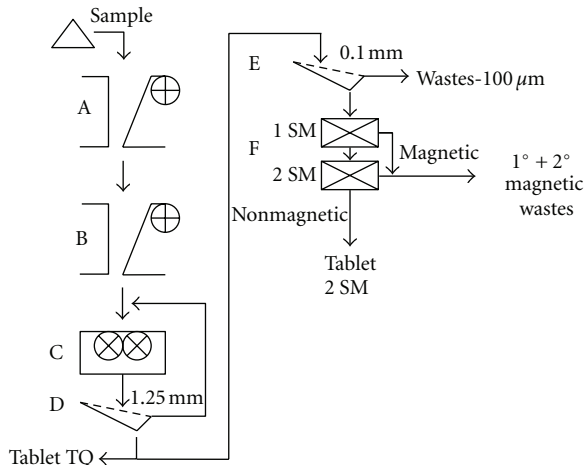 Sample
A
B
C
D
1.25 mm
Tablet TQ
E
0.1 mm
Wastes-100 µm
F
1 SM
2 SM
Magnetic
1° + 2°
magnetic
wastes
Nonmagnetic
Tablet
2 SM